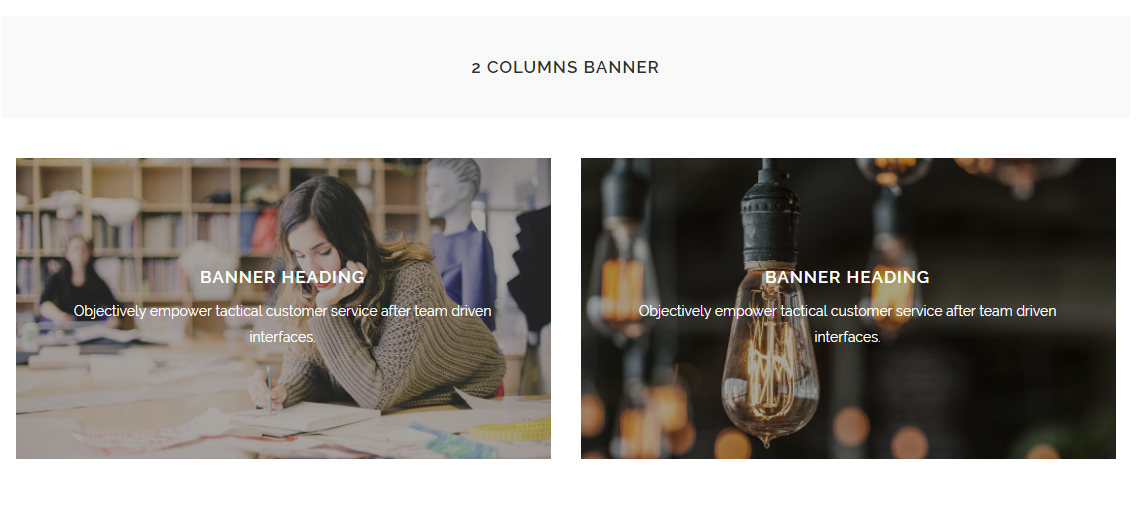 2 COLUMNS BANNER
BANNER HEADING
Objectively empower tactical customer service after team driven
interfaces.
BANNER HEADING
Objectively empower tactical customer service after team driven
interfaces.